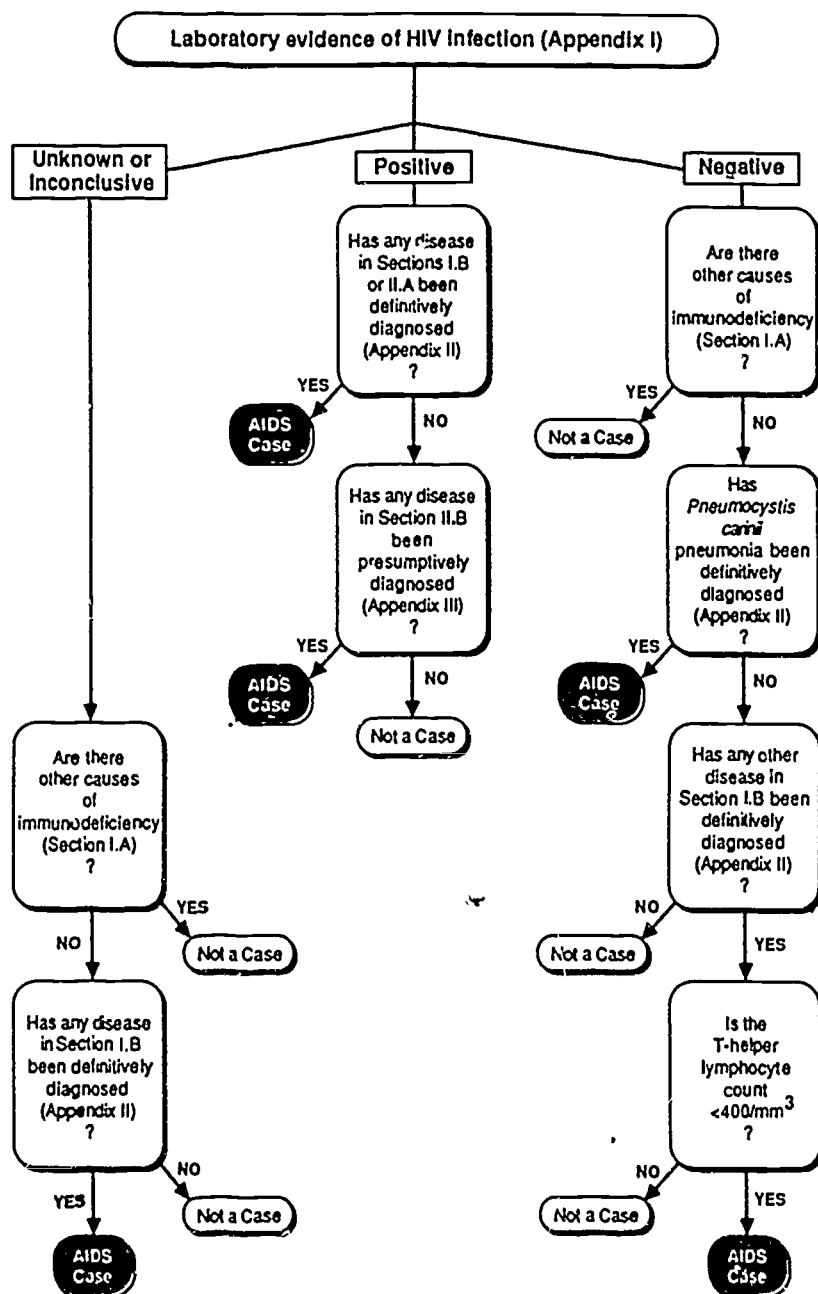 Laboratory evidence of HIV infection (Appendix I)
Unknown or
Inconclusive
Positive
Negative
Has any disease
in Sections I.B
or II.A been
definitively
diagnosed
(Appendix II)
?
YES
AIDS
Case
NO
Has any disease
in Section II.B
been
presumptively
diagnosed
(Appendix III)
?
YES
AIDS
Case
NO
Not a Case
Are there
other causes
of
immunodeficiency
(Section I.A)
?
YES
Not a Case
NO
Has
Pneumocystis
carinii
pneumonia been
definitively
diagnosed
(Appendix II)
?
YES
AIDS
Case
NO
Has any other
disease in
Section I.B been
definitively
diagnosed
(Appendix II)
?
NO
Not a Case
YES
Is the
T-helper
lymphocyte
count
<400/mm³
?
NO
Not a Case
YES
AIDS
Case
Are there
other causes
of
immunodeficiency
(Section I.A)
?
YES
Not a Case
NO
Has any disease
in Section I.B
been definitively
diagnosed
(Appendix II)
?
NO
Not a Case
YES
AIDS
Case